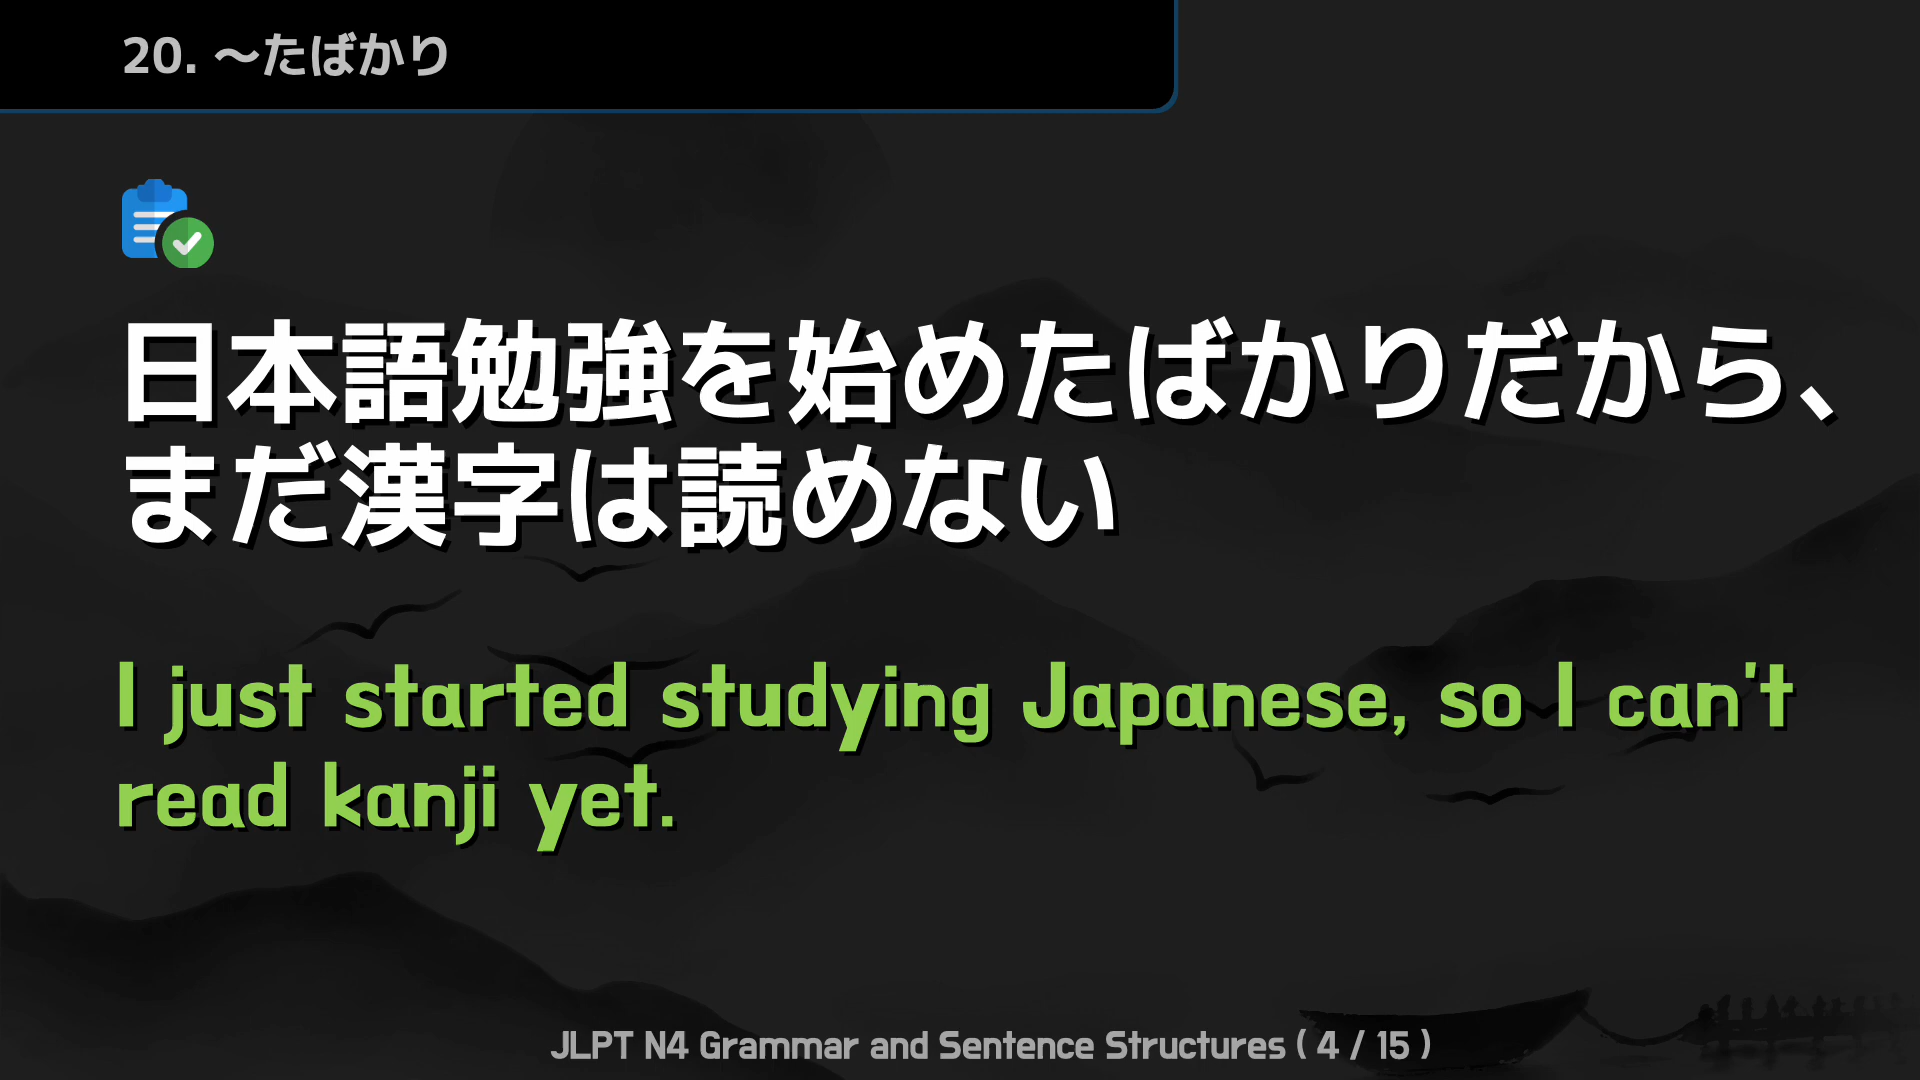 20. ～たばかり
日本語勉強を始めたばかりだから、
まだ漢字は読めない
I just started studying Japanese, so I can't
read kanji yet.
JLPT N4 Grammar and Sentence Structures ( 4 / 15 )